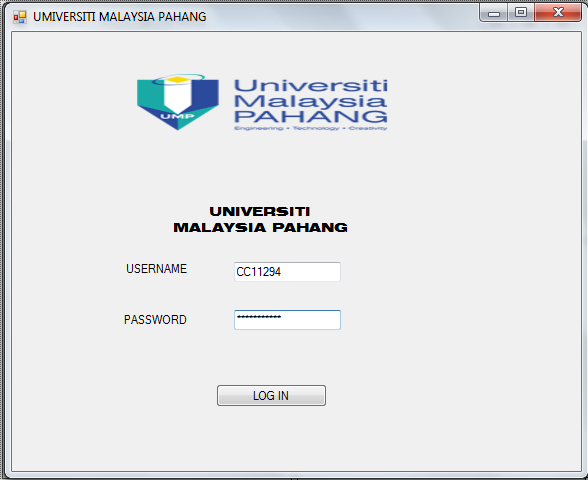 UMIVERSITI MALAYSIA PAHANG
UMP
Universiti
Malaysia
PAHANG
Engineering • Technology • Creativity
UNIVERSITI
MALAYSIA PAHANG
USERNAME CC11294
PASSWORD ***********
LOG IN